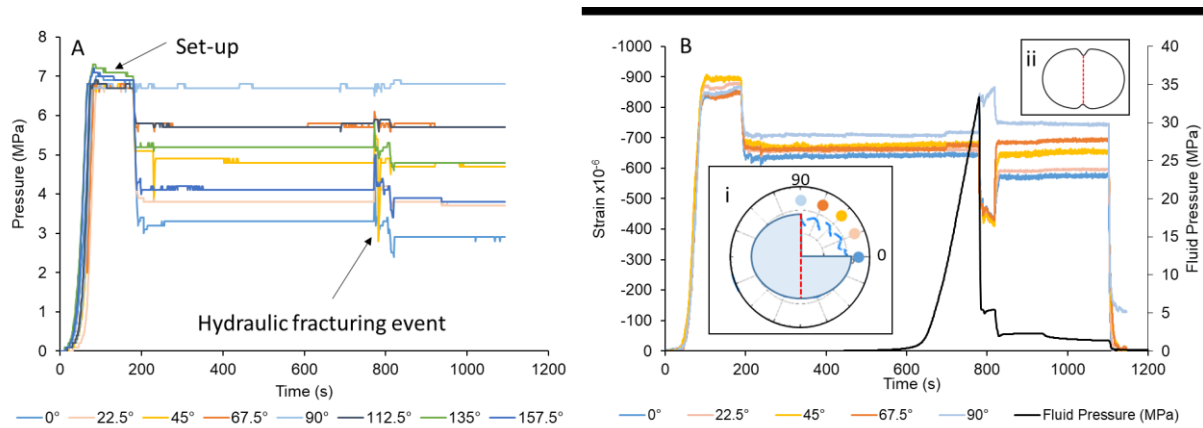 A
Set-up
Hydraulic fracturing event
Pressure (MPa)
8
7
6
5
4
3
2
1
0
0 200 400 600 800 1000 1200
Time (s)
0° 22.5° 45° 67.5° 90° 112.5° 135° 157.5°
B
ii
i
90
0
Strain x10-6
-1000
-900
-800
-700
-600
-500
-400
-300
-200
-100
0
Fluid Pressure (MPa)
40
35
30
25
20
15
10
5
0
0 200 400 600 800 1000 1200
Time (s)
0° 22.5° 45° 67.5° 90° Fluid Pressure (MPa)